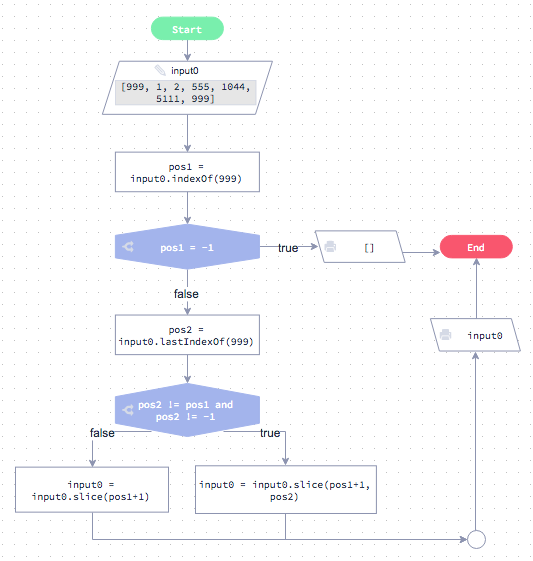 Start
input0
[999, 1, 2, 555, 1044,
5111, 999]
pos1 =
input0.indexOf(999)
pos1 = -1
true
[]
End
false
pos2 =
input0.lastIndexOf(999)
input0
pos2 != pos1 and
pos2 != -1
false
true
input0 =
input0.slice(pos1+1)
input0 = input0.slice(pos1+1,
pos2)